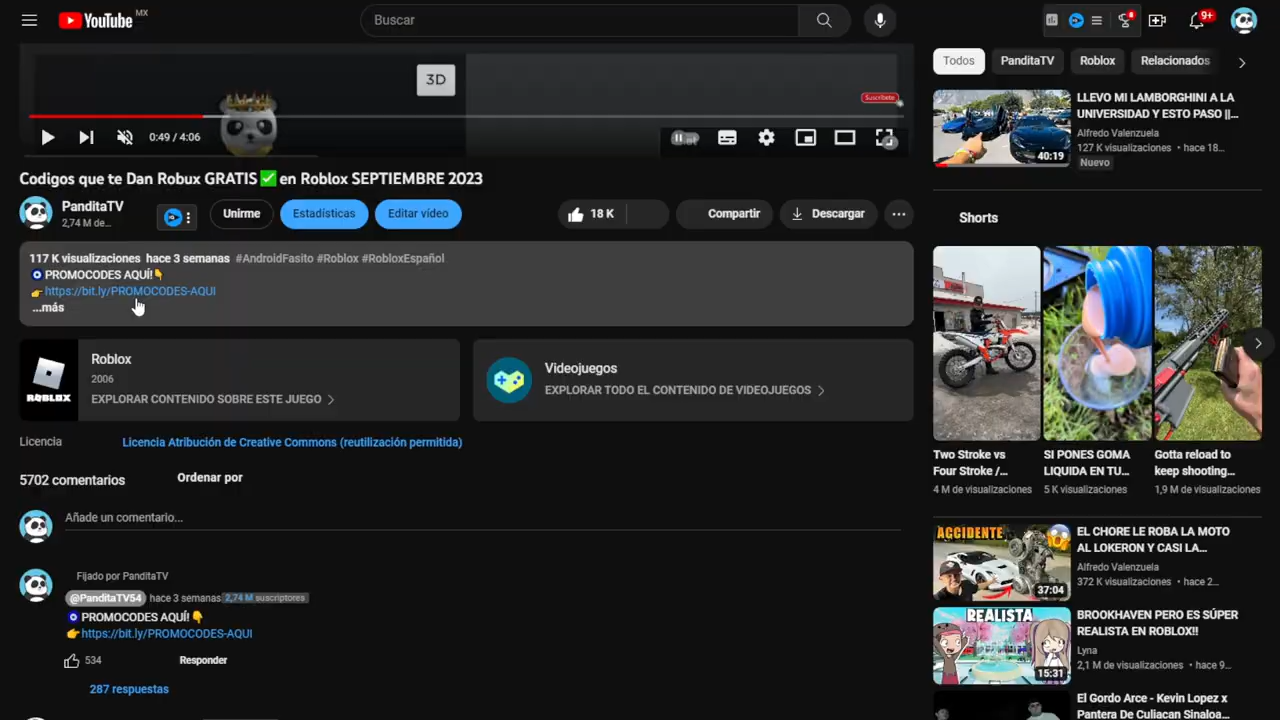 YouTube MX
Buscar
9+
3D
Suscríbete
0:49 / 4:06
Codigos que te Dan Robux GRATIS ✅ en Roblox SEPTIEMBRE 2023
PanditaTV
2,74 M de...
Unirme
Estadísticas
Editar vídeo
18 K
Compartir
Descargar
117 K visualizaciones hace 3 semanas #AndroidFasito #Roblox #RobloxEspañol
🧿 PROMOCODES AQUÍ!👇
👉 https://bit.ly/PROMOCODES-AQUI
...más
ROBLOX
Roblox
2006
EXPLORAR CONTENIDO SOBRE ESTE JUEGO
Videojuegos
EXPLORAR TODO EL CONTENIDO DE VIDEOJUEGOS
Licencia
Licencia Atribución de Creative Commons (reutilización permitida)
5702 comentarios
Ordenar por
Añade un comentario...
Fijado por PanditaTV
@PanditaTV54 hace 3 semanas 2,74 M suscriptores
🧿 PROMOCODES AQUÍ!👇
👉 https://bit.ly/PROMOCODES-AQUI
534
Responder
287 respuestas
Todos
PanditaTV
Roblox
Relacionados
40:19
LLEVO MI LAMBORGHINI A LA
UNIVERSIDAD Y ESTO PASO ||...
Alfredo Valenzuela
127 K visualizaciones • hace 18...
Nuevo
Shorts
Two Stroke vs
Four Stroke /...
4 M de visualizaciones
SI PONES GOMA
LIQUIDA EN TU...
5 K visualizaciones
Gotta reload to
keep shooting...
1,9 M de visualizaciones
ACCIDENTE
37:04
EL CHORE LE ROBA LA MOTO
AL LOKERON Y CASI LA...
Alfredo Valenzuela
372 K visualizaciones • hace 2...
REALISTA
15:31
BROOKHAVEN PERO ES SÚPER
REALISTA EN ROBLOX!!
Lyna
2,1 M de visualizaciones • hace 9...
El Gordo Arce - Kevin Lopez x
Pantera De Culiacan Sinaloa...